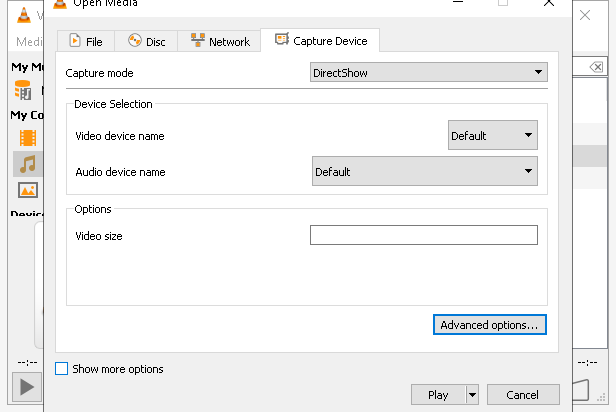 Open Media
Medi
File
Disc
Network
Capture Device
My M
My Co
Device
Capture mode
DirectShow
Device Selection
Video device name
Default
Audio device name
Default
Options
Video size
Advanced options...
--:--
--:--
Show more options
Play
Cancel